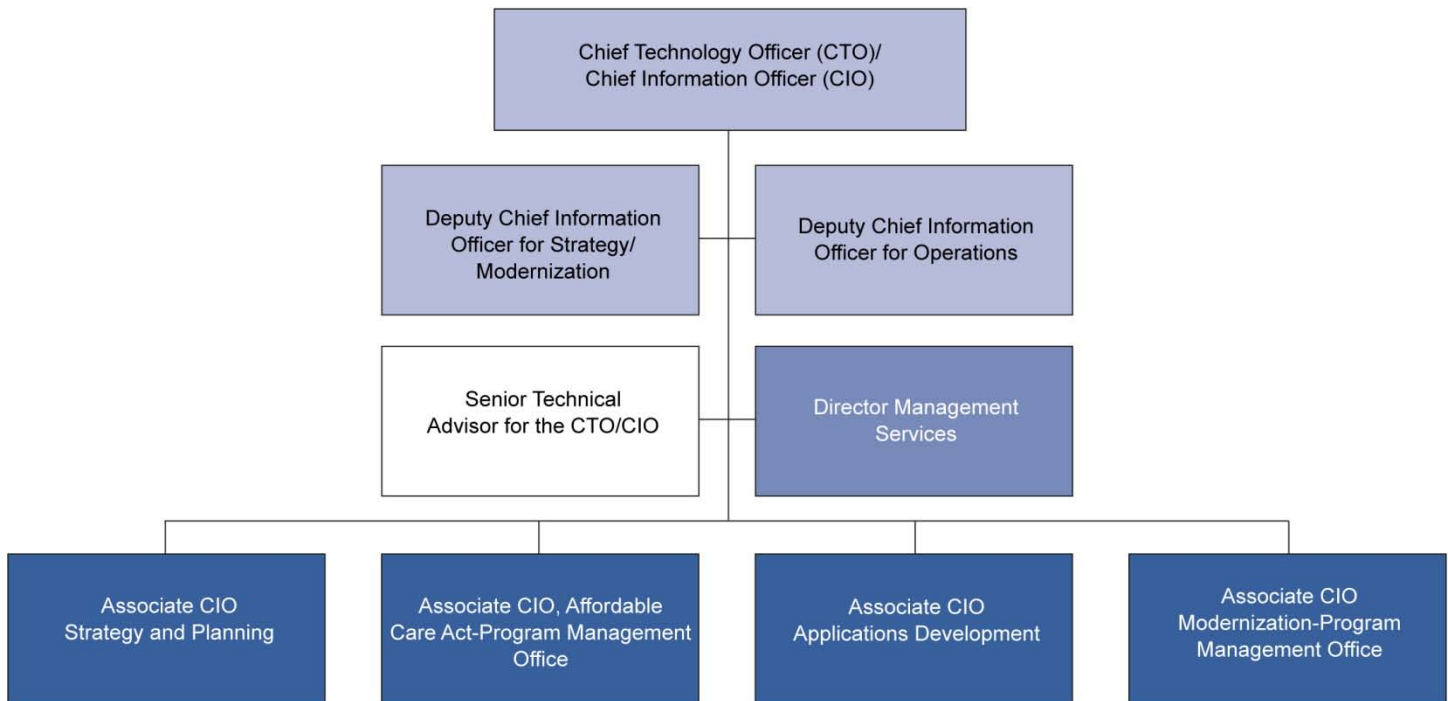 Chief Technology Officer (CTO)/
Chief Information Officer (CIO)
Deputy Chief Information
Officer for Strategy/
Modernization
Deputy Chief Information
Officer for Operations
Senior Technical
Advisor for the CTO/CIO
Director Management
Services
Associate CIO
Strategy and Planning
Associate CIO, Affordable
Care Act-Program Management
Office
Associate CIO
Applications Development
Associate CIO
Modernization-Program
Management Office